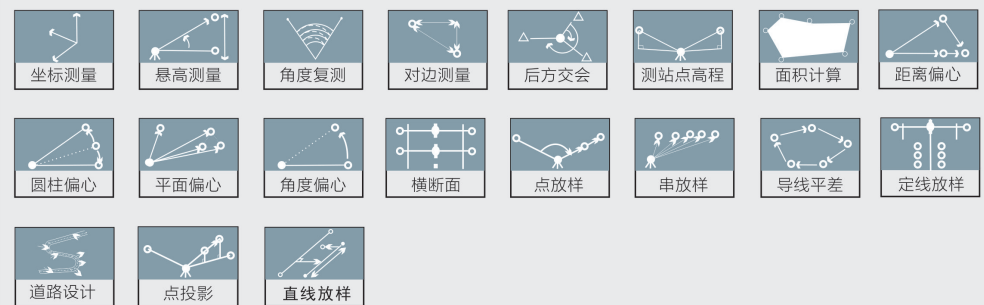 坐标测量
悬高测量
角度复测
对边测量
后方交会
测站点高程
面积计算
距离偏心
圆柱偏心
平面偏心
角度偏心
横断面
点放样
串放样
导线平差
定线放样
道路设计
点投影
直线放样